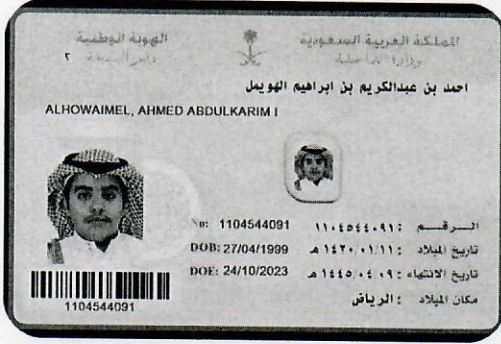 المملكة العربية السعودية
وزارة الداخلية
الهوية الوطنية
٢
احمد بن عبدالكريم بن ابراهيم الهويمل
ALHOWAIMEL, AHMED ABDULKARIM I
الـرقـــم : ١١٠٤٥٤٤٠٩١ No: 1104544091
تاريخ الميلاد : ١٤٢٠/٠١/١١ هـ DOB: 27/04/1999
تاريخ الانتهاء : ١٤٤٥/٠٤/٠٩ هـ DOE: 24/10/2023
مكان الميلاد : الرياض
1104544091